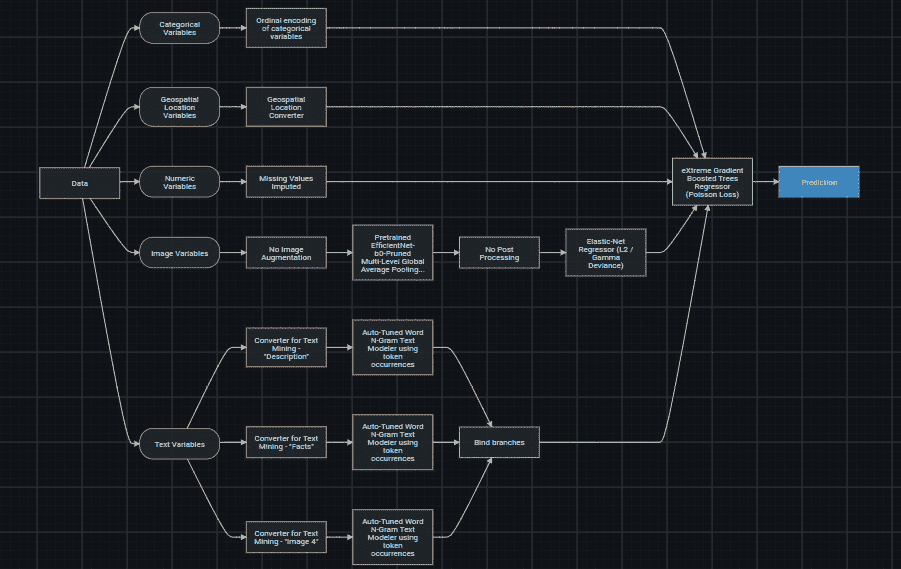 Categorical
Variables
Ordinal encoding
of categorical
variables
Geospatial
Location
Variables
Geospatial
Location
Converter
Data
Numeric
Variables
Missing Values
Imputed
eXtreme Gradient
Boosted Trees
Regressor
(Poisson Loss)
Prediction
Image Variables
No Image
Augmentation
Pretrained
EfficientNet-
b0-Pruned
Multi-Level Global
Average Pooling...
No Post
Processing
Elastic-Net
Regressor (L2 /
Gamma
Deviance)
Converter for Text
Mining -
"Description"
Auto-Tuned Word
N-Gram Text
Modeler using
token
occurrences
Text Variables
Converter for Text
Mining - "Facts"
Auto-Tuned Word
N-Gram Text
Modeler using
token
occurrences
Bind branches
Converter for Text
Mining - "Image 4"
Auto-Tuned Word
N-Gram Text
Modeler using
token
occurrences